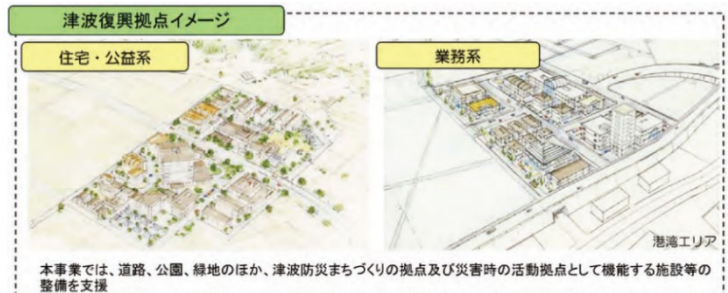 津波復興拠点イメージ
住宅・公益系
業務系
港湾エリア
本事業では、道路、公園、緑地のほか、津波防災まちづくりの拠点及び災害時の活動拠点として機能する施設等の
整備を支援